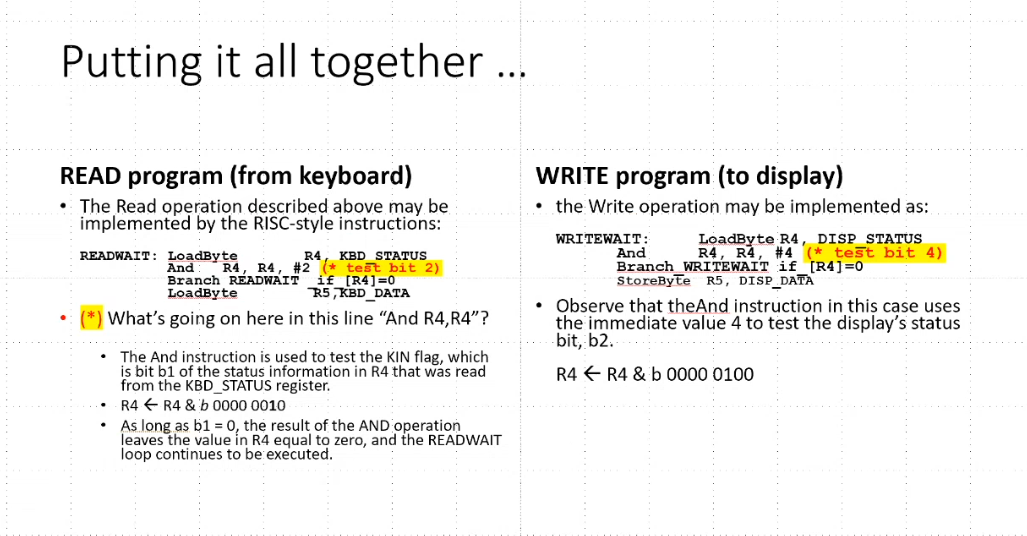 Putting it all together ...
READ program (from keyboard)
• The Read operation described above may be
implemented by the RISC-style instructions:
READWAIT: LoadByte R4, KBD_STATUS
And R4, R4, #2 (* test bit 2)
Branch READWAIT if [R4]=0
LoadByte R5,KBD_DATA
• (*) What's going on here in this line “And R4,R4”?
• The And instruction is used to test the KIN flag, which
is bit b1 of the status information in R4 that was read
from the KBD_STATUS register.
• R4 ← R4 & b 0000 0010
• As long as b1 = 0, the result of the AND operation
leaves the value in R4 equal to zero, and the READWAIT
loop continues to be executed.
WRITE program (to display)
• the Write operation may be implemented as:
WRITEWAIT: LoadByte R4, DISP_STATUS
And R4, R4, #4 (* test bit 4)
Branch WRITEWAIT if [R4]=0
StoreByte R5, DISP_DATA
• Observe that theAnd instruction in this case uses
the immediate value 4 to test the display's status
bit, b2.
R4 ← R4 & b 0000 0100